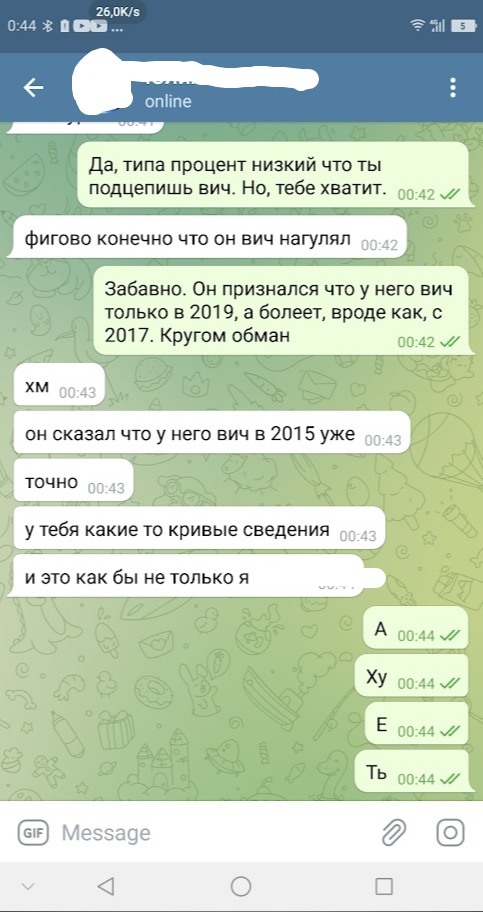 0:44
26,0K/s
...
5
online
Да, типа процент низкий что ты
подцепишь вич. Но, тебе хватит. 00:42
фигово конечно что он вич нагулял 00:42
Забавно. Он признался что у него вич
только в 2019, а болеет, вроде как, с
2017. Кругом обман 00:42
хм 00:43
он сказал что у него вич в 2015 уже 00:43
точно 00:43
у тебя какие то кривые сведения 00:43
и это как бы не только я
А 00:44
Ху 00:44
Е 00:44
Ть 00:44
GIF Message